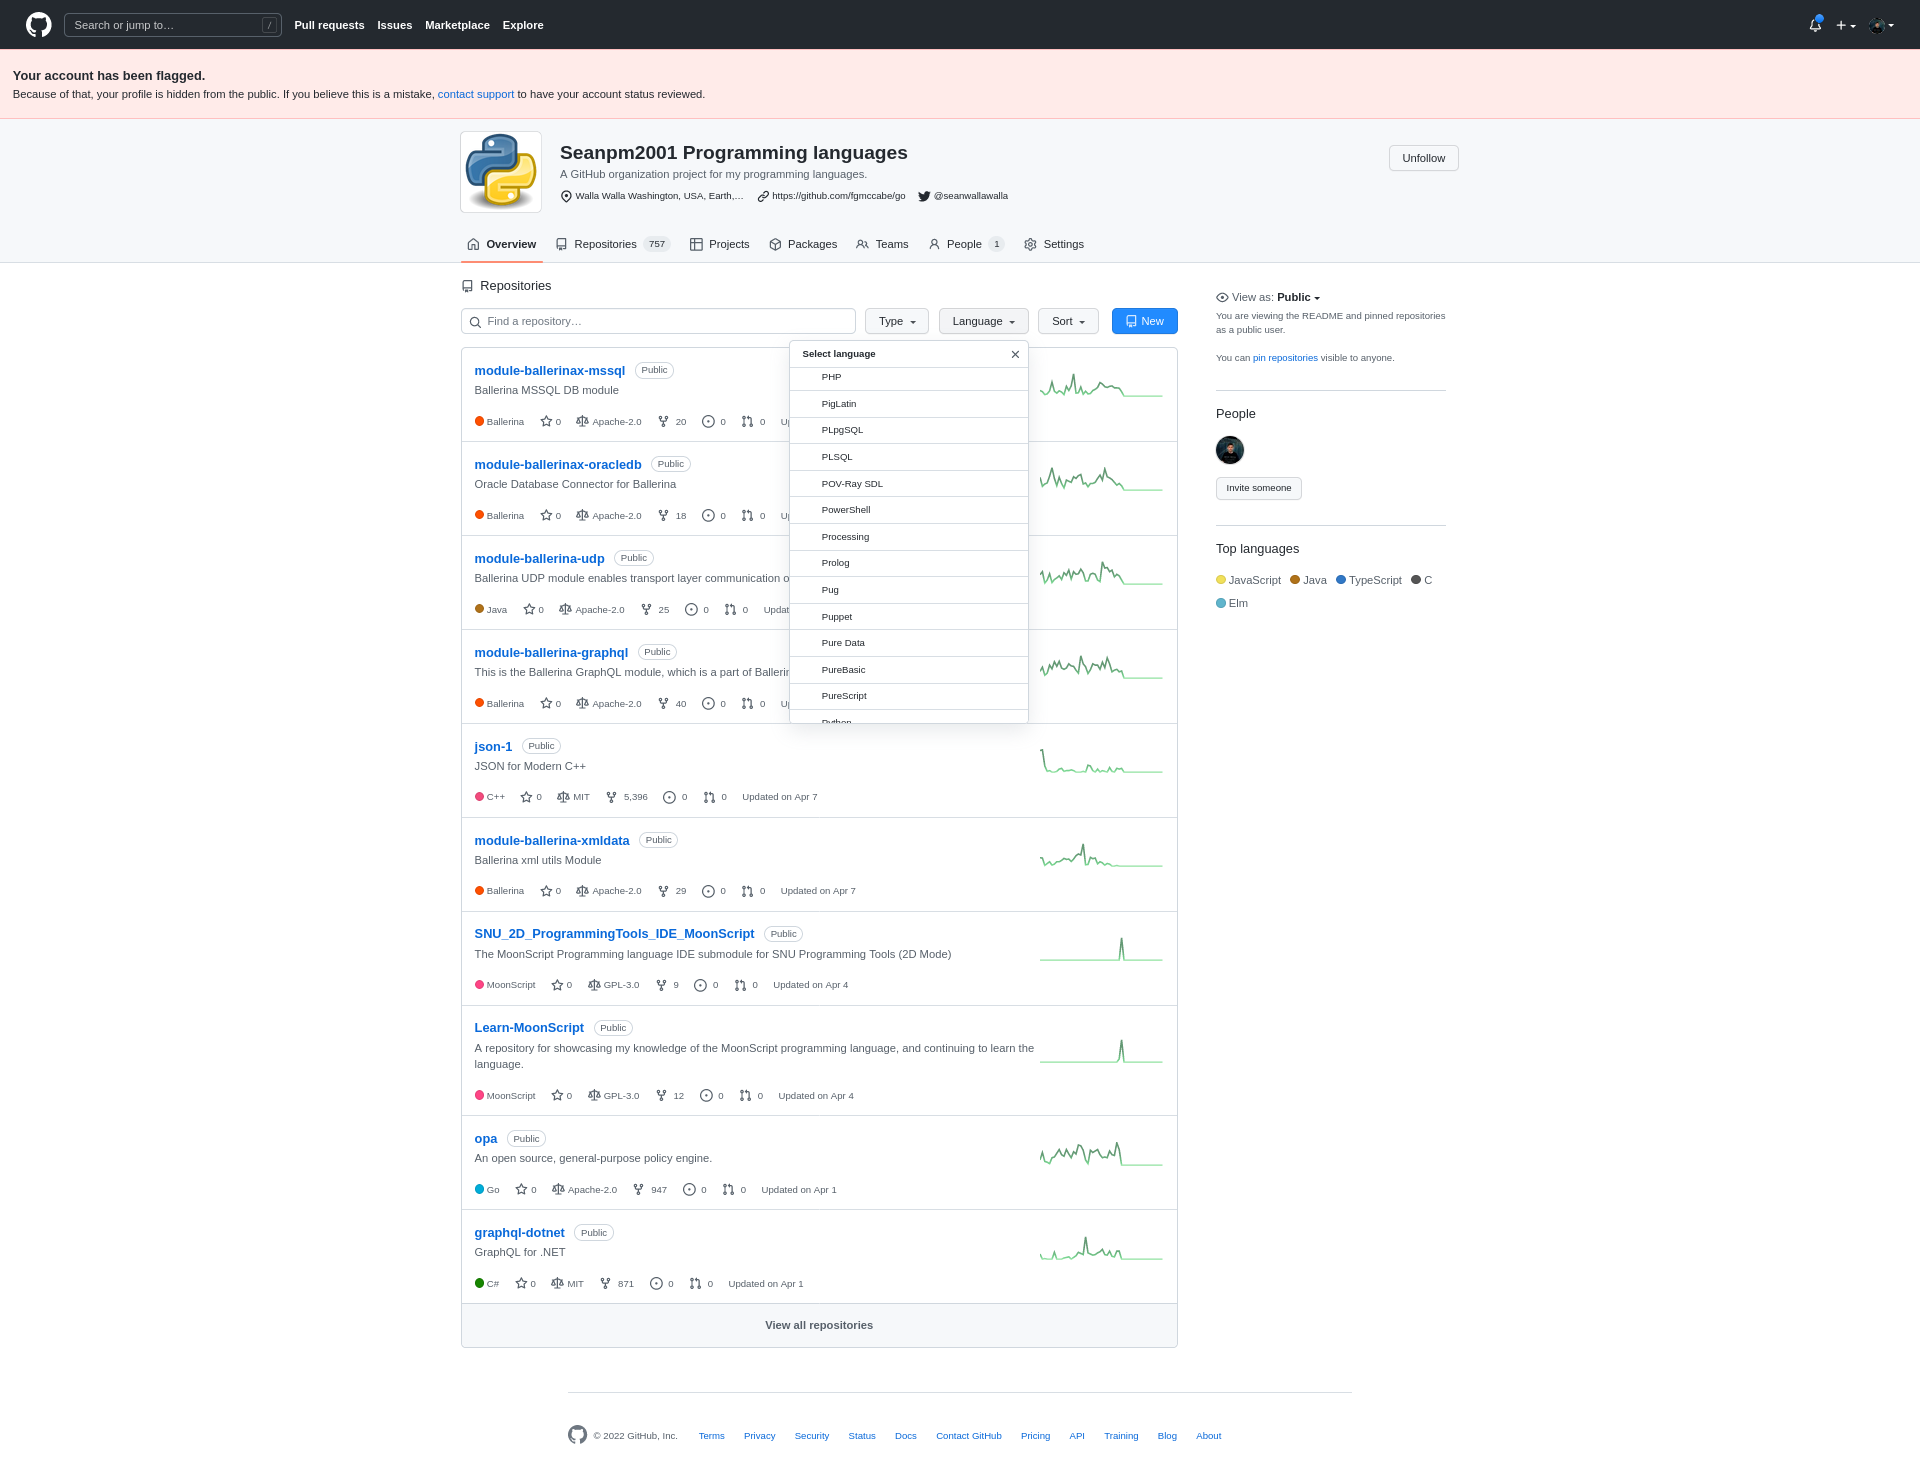 Search or jump to… /
Pull requests Issues Marketplace Explore
Your account has been flagged.
Because of that, your profile is hidden from the public. If you believe this is a mistake, contact support to have your account status reviewed.
Seanpm2001 Programming languages
A GitHub organization project for my programming languages.
Walla Walla Washington, USA, Earth,… https://github.com/fgmccabe/go @seanwallawalla
Unfollow
Overview Repositories 757 Projects Packages Teams People 1 Settings
Repositories
Find a repository… Type Language Sort New
Select language
PHP
PigLatin
PLpgSQL
PLSQL
POV-Ray SDL
PowerShell
Processing
Prolog
Pug
Puppet
Pure Data
PureBasic
PureScript
Python
module-ballerinax-mssql Public
Ballerina MSSQL DB module
Ballerina 0 Apache-2.0 20 0 0
module-ballerinax-oracledb Public
Oracle Database Connector for Ballerina
Ballerina 0 Apache-2.0 18 0 0
module-ballerina-udp Public
Ballerina UDP module enables transport layer communication o
Java 0 Apache-2.0 25 0 0 Updat
module-ballerina-graphql Public
This is the Ballerina GraphQL module, which is a part of Ballerin
Ballerina 0 Apache-2.0 40 0 0
json-1 Public
JSON for Modern C++
C++ 0 MIT 5,396 0 0 Updated on Apr 7
module-ballerina-xmldata Public
Ballerina xml utils Module
Ballerina 0 Apache-2.0 29 0 0 Updated on Apr 7
SNU_2D_ProgrammingTools_IDE_MoonScript Public
The MoonScript Programming language IDE submodule for SNU Programming Tools (2D Mode)
MoonScript 0 GPL-3.0 9 0 0 Updated on Apr 4
Learn-MoonScript Public
A repository for showcasing my knowledge of the MoonScript programming language, and continuing to learn the
language.
MoonScript 0 GPL-3.0 12 0 0 Updated on Apr 4
opa Public
An open source, general-purpose policy engine.
Go 0 Apache-2.0 947 0 0 Updated on Apr 1
graphql-dotnet Public
GraphQL for .NET
C# 0 MIT 871 0 0 Updated on Apr 1
View all repositories
View as: Public
You are viewing the README and pinned repositories
as a public user.
You can pin repositories visible to anyone.
People
Invite someone
Top languages
JavaScript Java TypeScript C
Elm
© 2022 GitHub, Inc. Terms Privacy Security Status Docs Contact GitHub Pricing API Training Blog About